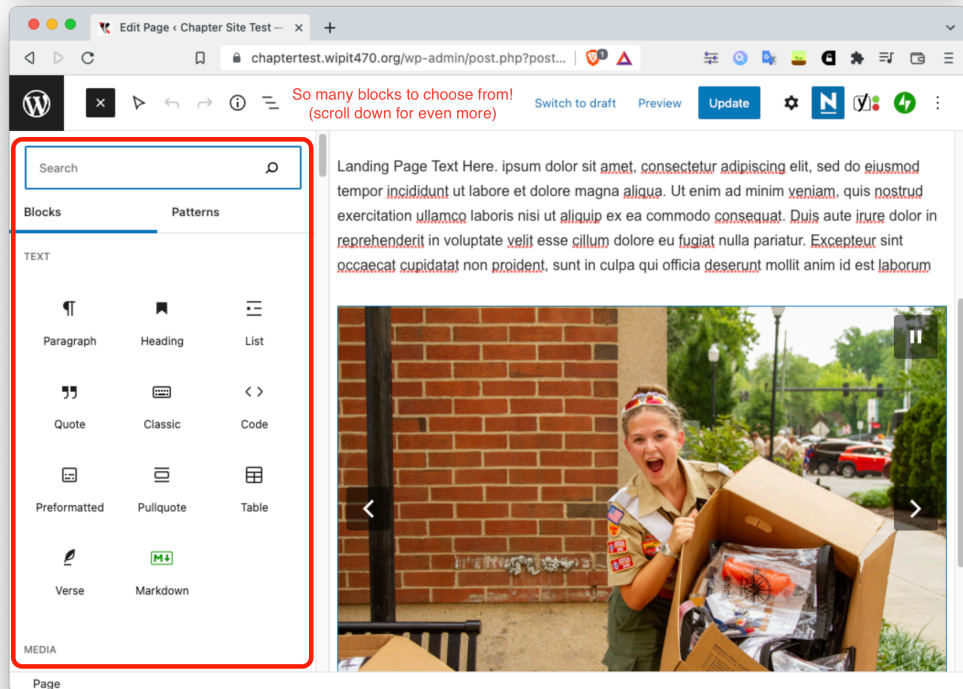 Edit Page ‹ Chapter Site Test —
chaptertest.wipit470.org/wp-admin/post.php?post...
1
So many blocks to choose from!
(scroll down for even more)
Switch to draft
Preview
Update
Search
Blocks
Patterns
TEXT
Paragraph
Heading
List
Quote
Classic
Code
Preformatted
Pullquote
Table
Verse
Markdown
MEDIA
Page
Landing Page Text Here. ipsum dolor sit amet, consectetur adipiscing elit, sed do eiusmod
tempor incididunt ut labore et dolore magna aliqua. Ut enim ad minim veniam, quis nostrud
exercitation ullamco laboris nisi ut aliquip ex ea commodo consequat. Duis aute irure dolor in
reprehenderit in voluptate velit esse cillum dolore eu fugiat nulla pariatur. Excepteur sint
occaecat cupidatat non proident, sunt in culpa qui officia deserunt mollit anim id est laborum